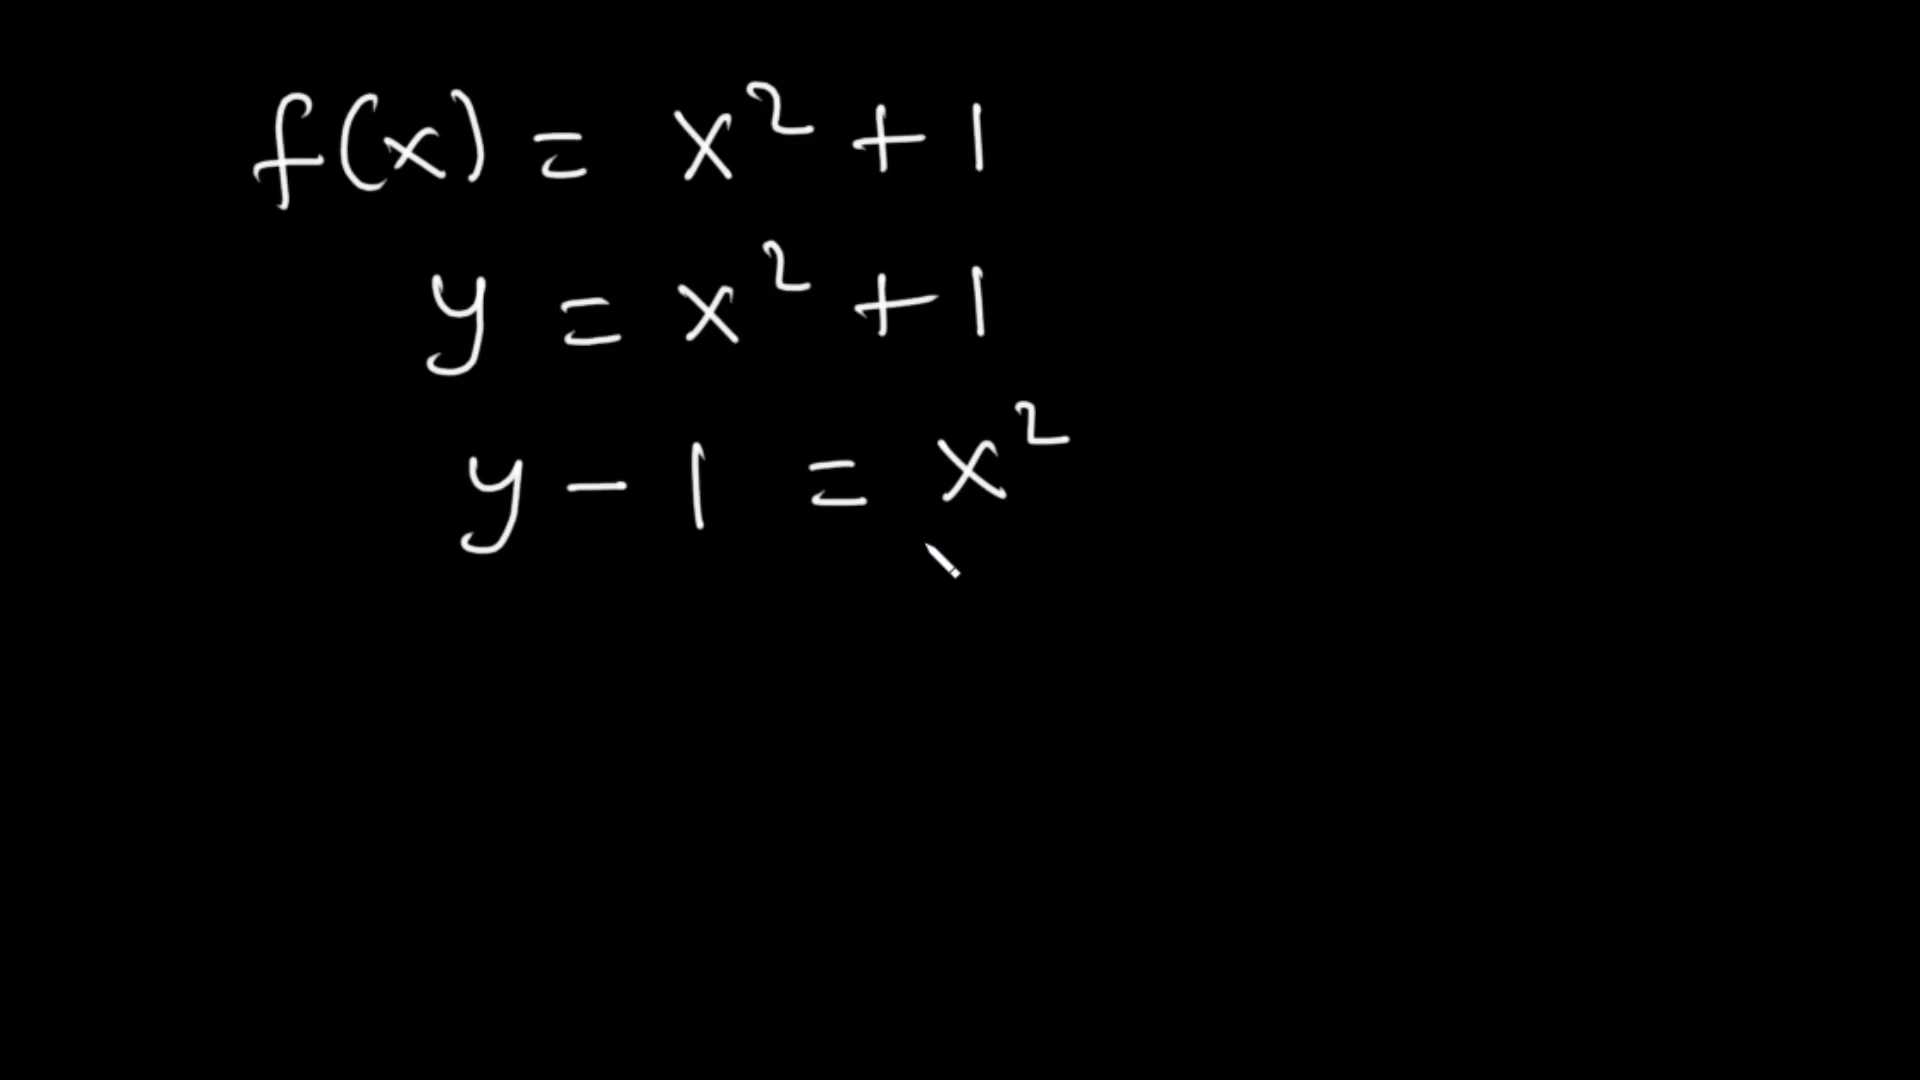 f(x) = x² + 1
y = x² + 1
y - 1 = x²